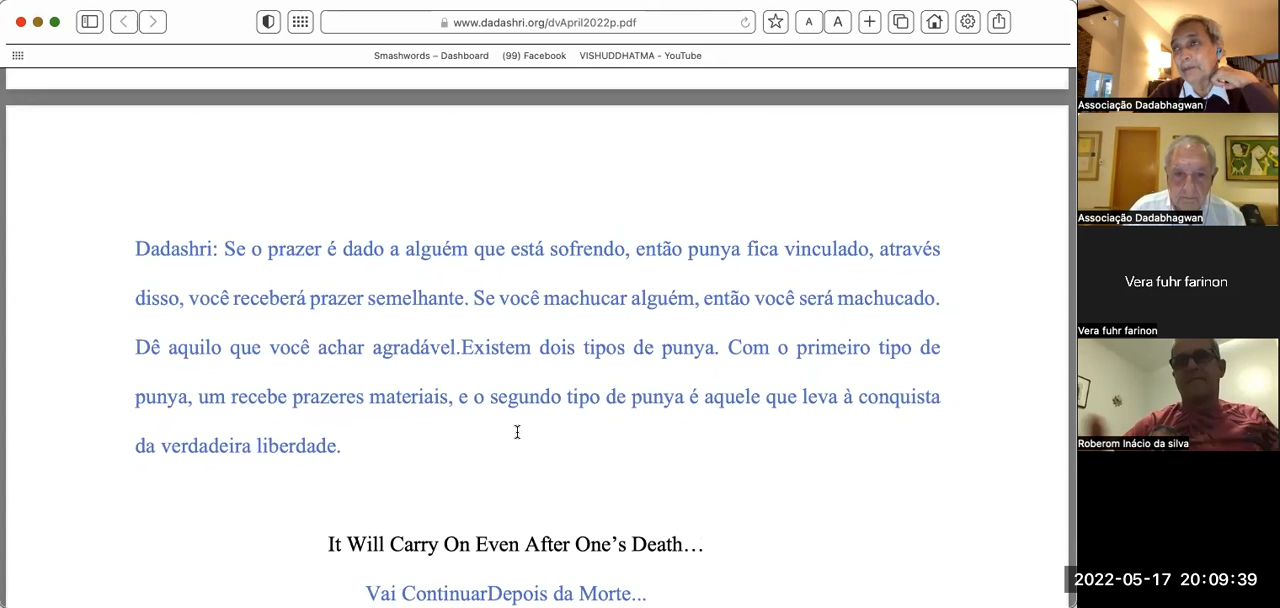 www.dadashri.org/dvApril2022p.pdf
A A
Smashwords – Dashboard (99) Facebook VISHUDDHATMA - YouTube
Dadashri: Se o prazer é dado a alguém que está sofrendo, então punya fica vinculado, através
disso, você receberá prazer semelhante. Se você machucar alguém, então você será machucado.
Dê aquilo que você achar agradável.Existem dois tipos de punya. Com o primeiro tipo de
punya, um recebe prazeres materiais, e o segundo tipo de punya é aquele que leva à conquista
da verdadeira liberdade.
It Will Carry On Even After One’s Death…
Vai ContinuarDepois da Morte...
Associação Dadabhagwan
Associação Dadabhagwan
Vera fuhr farinon
Vera fuhr farinon
Roberom Inácio da silva
2022-05-17 20:09:39